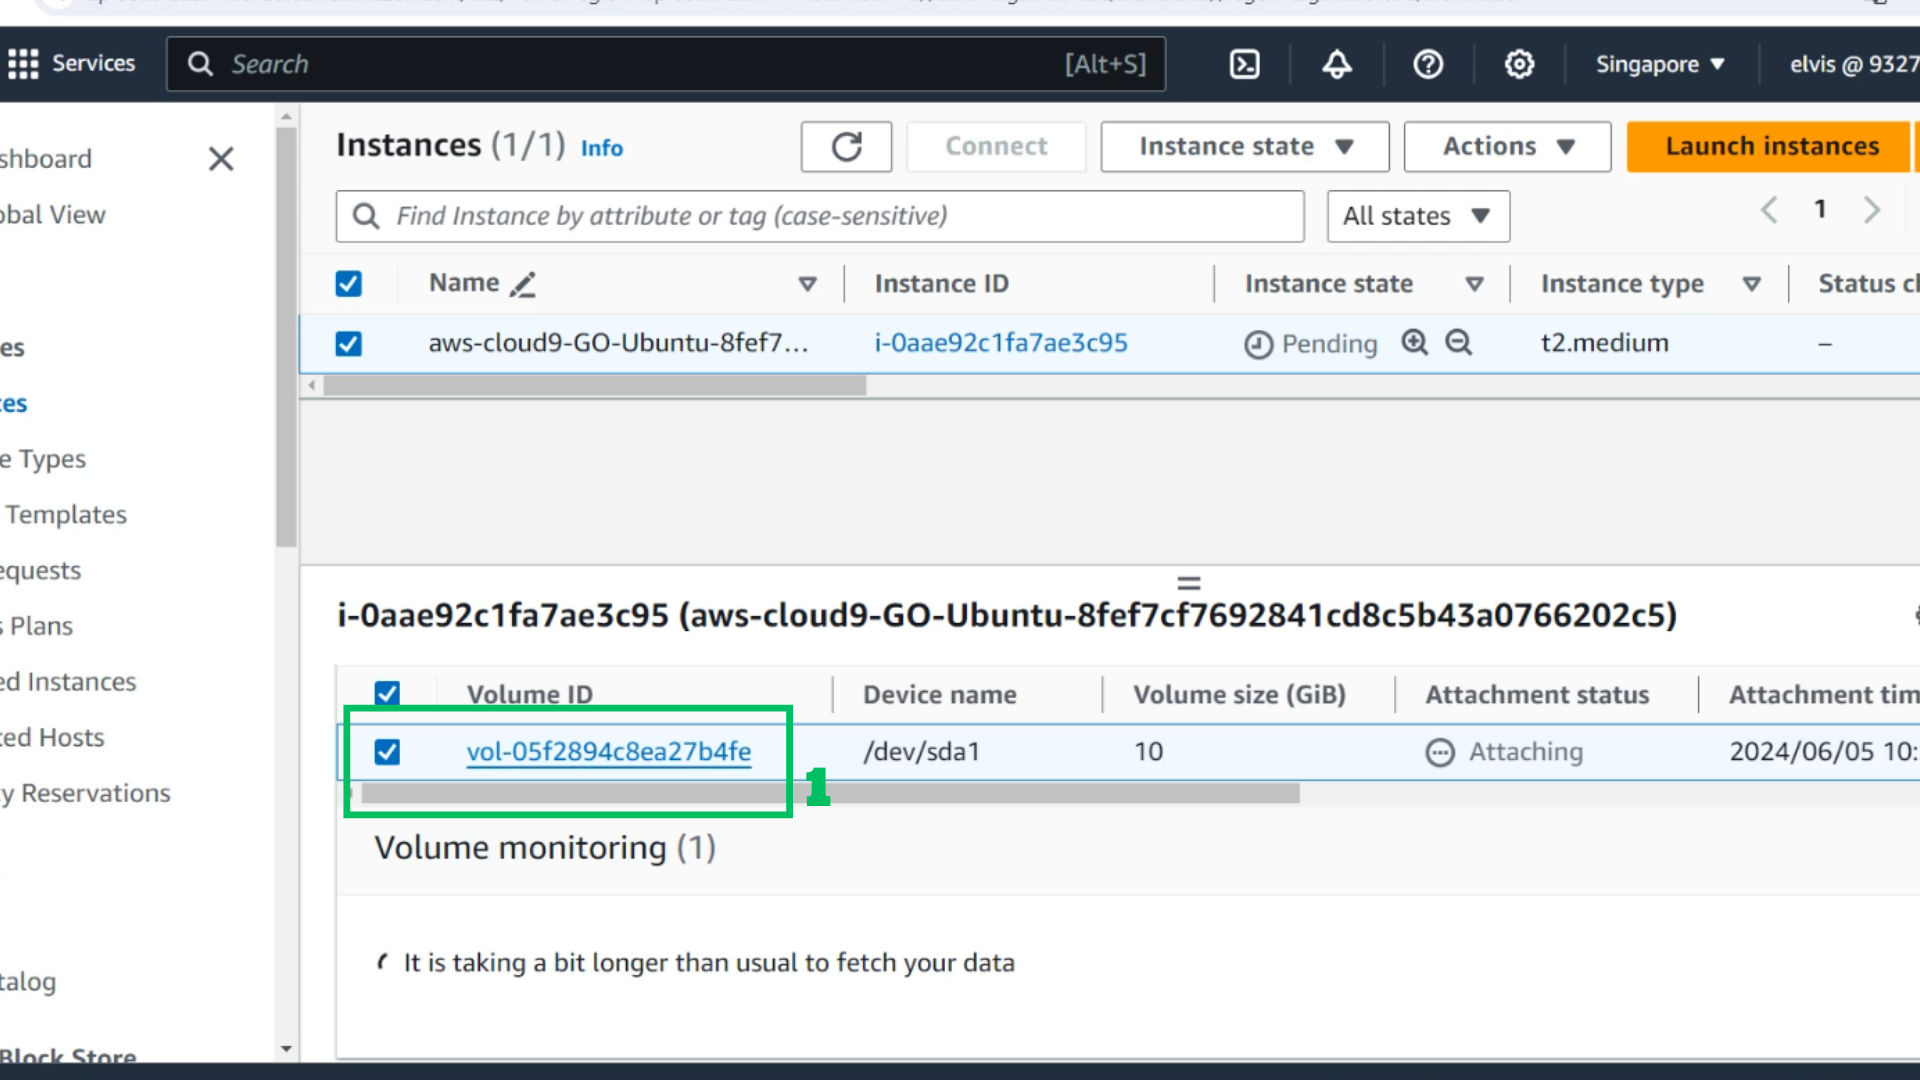 Services
Search
[Alt+S]
Singapore
elvis @ 9327
shboard
obal View
es
es
e Types
Templates
equests
s Plans
ed Instances
ted Hosts
y Reservations
talog
Block Store
Instances (1/1) Info
Connect
Instance state
Actions
Launch instances
Find Instance by attribute or tag (case-sensitive)
All states
1
Name Instance ID Instance state Instance type Status c
aws-cloud9-GO-Ubuntu-8fef7... i-0aae92c1fa7ae3c95 Pending t2.medium –
i-0aae92c1fa7ae3c95 (aws-cloud9-GO-Ubuntu-8fef7cf7692841cd8c5b43a0766202c5)
Volume ID Device name Volume size (GiB) Attachment status Attachment tim
vol-05f2894c8ea27b4fe /dev/sda1 10 Attaching 2024/06/05 10:
1
Volume monitoring (1)
It is taking a bit longer than usual to fetch your data